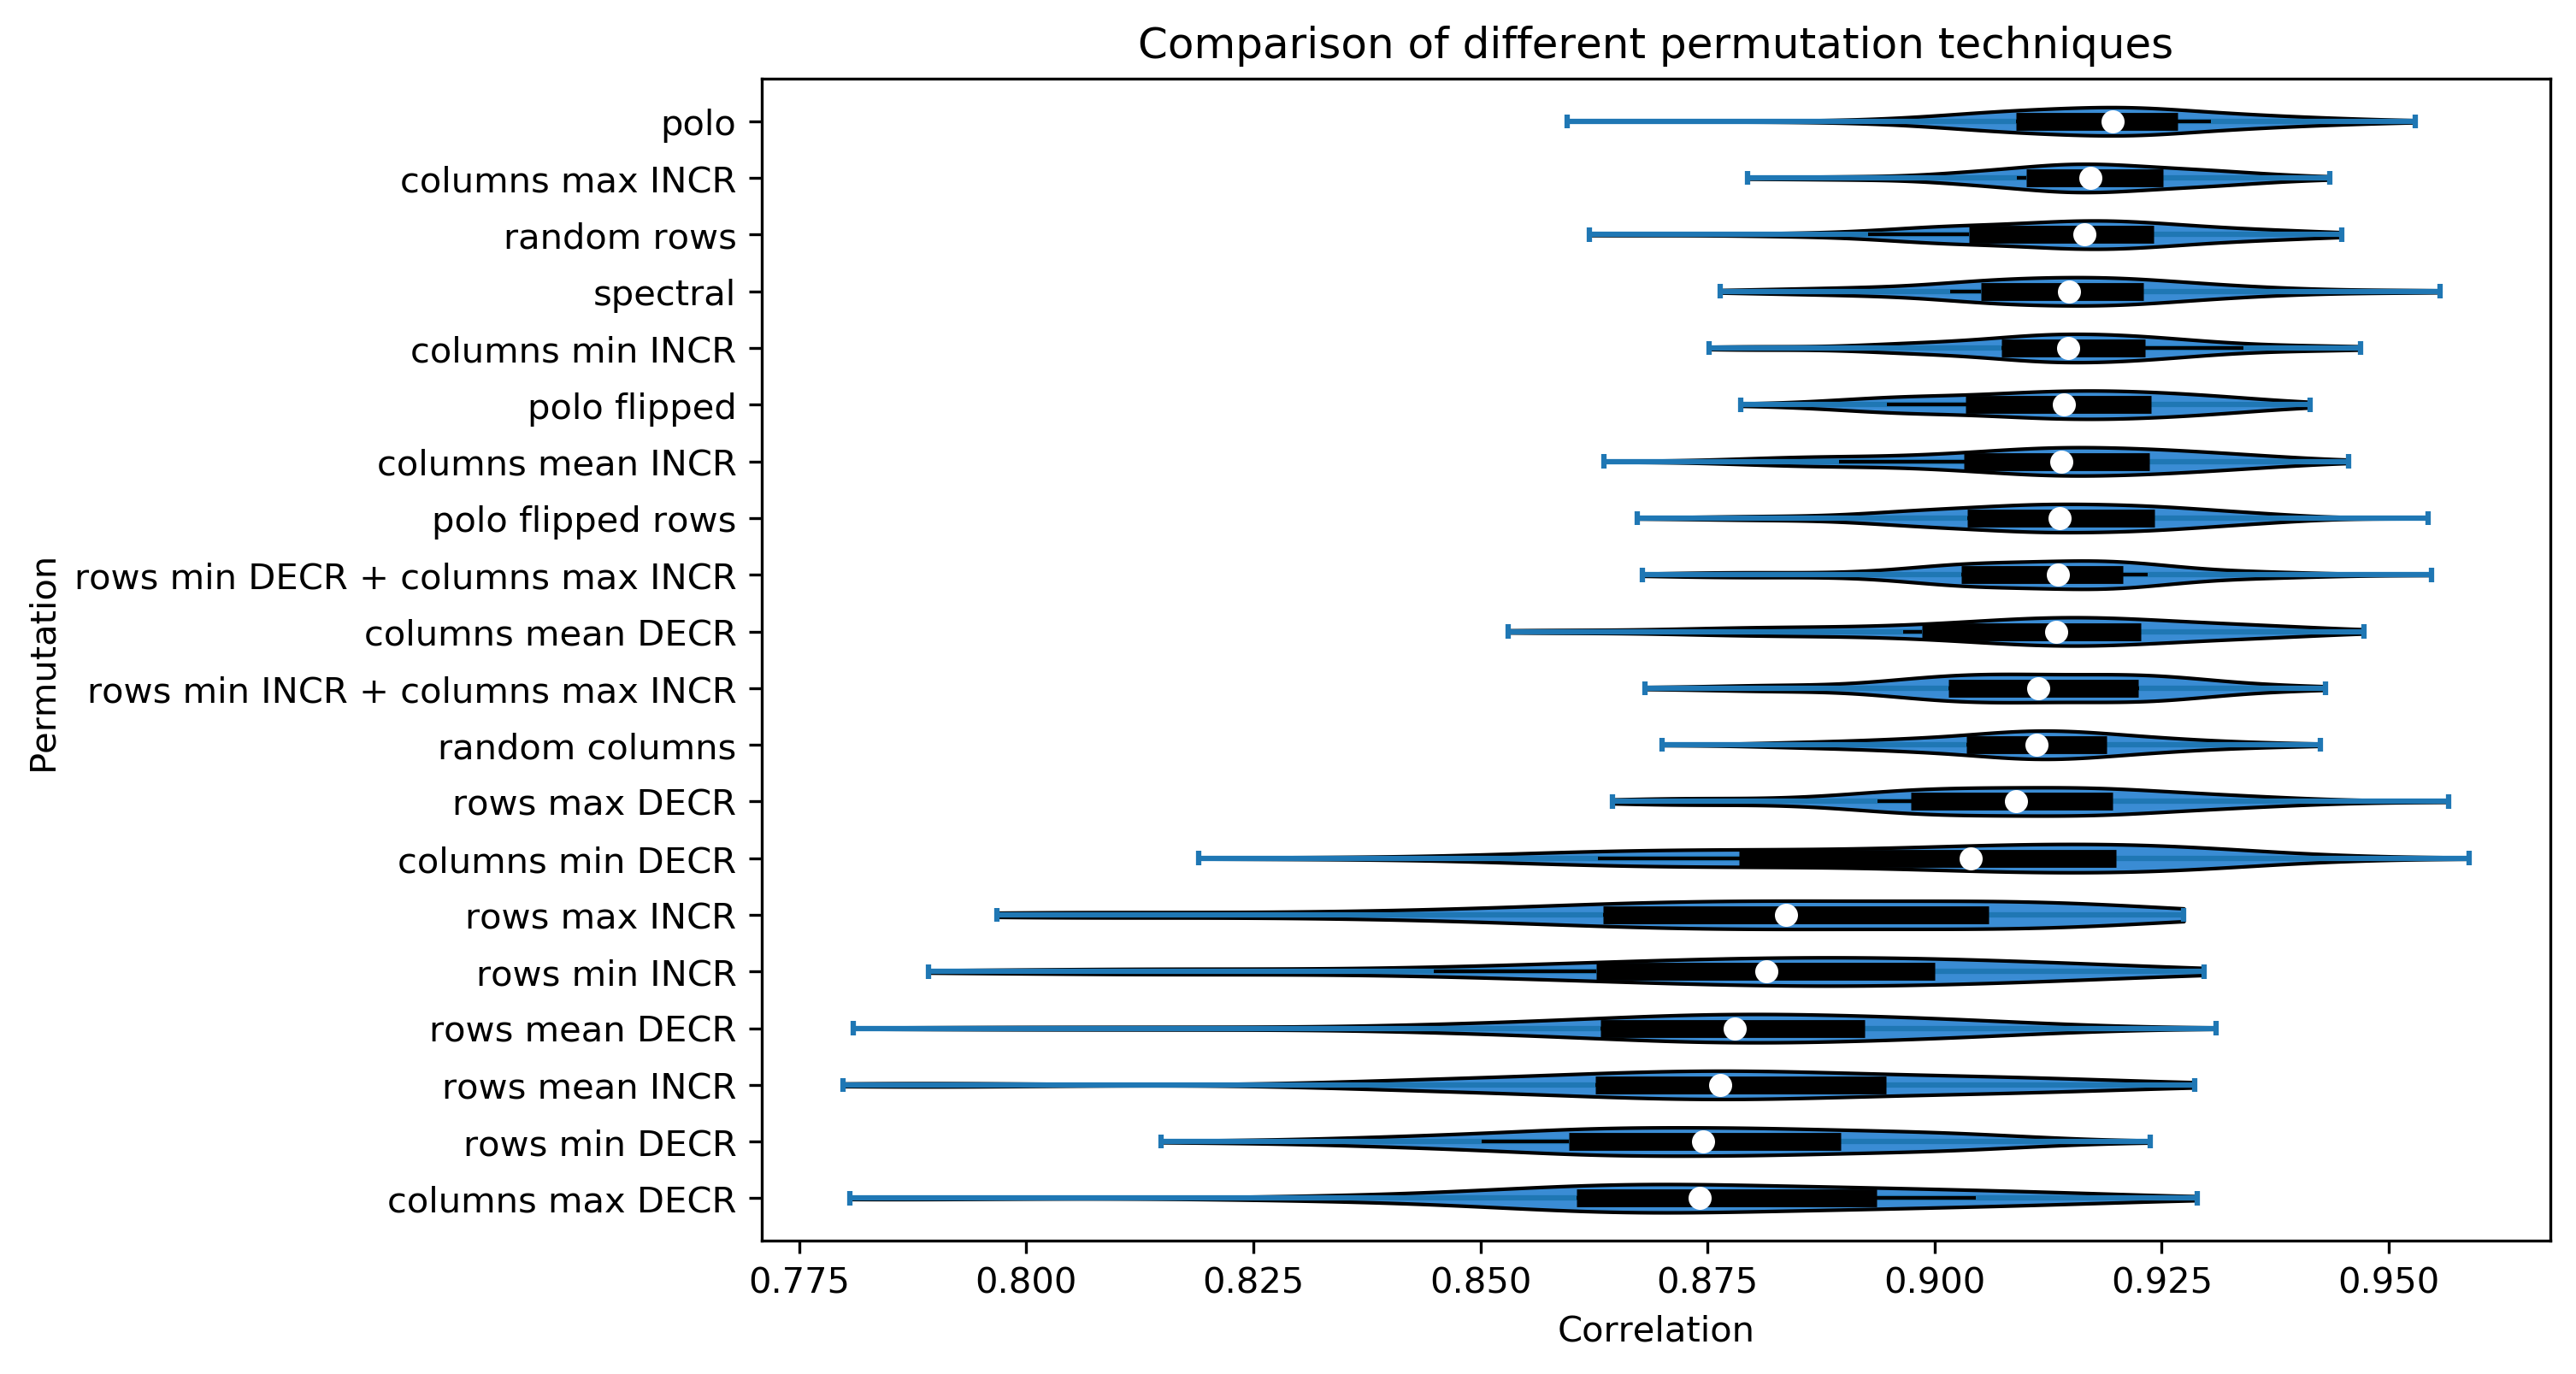 Comparison of different permutation techniques
polo
columns max INCR
random rows
spectral
columns min INCR
polo flipped
columns mean INCR
polo flipped rows
rows min DECR + columns max INCR
columns mean DECR
rows min INCR + columns max INCR
random columns
rows max DECR
columns min DECR
rows max INCR
rows min INCR
rows mean DECR
rows mean INCR
rows min DECR
columns max DECR
Permutation
0.775 0.800 0.825 0.850 0.875 0.900 0.925 0.950
Correlation